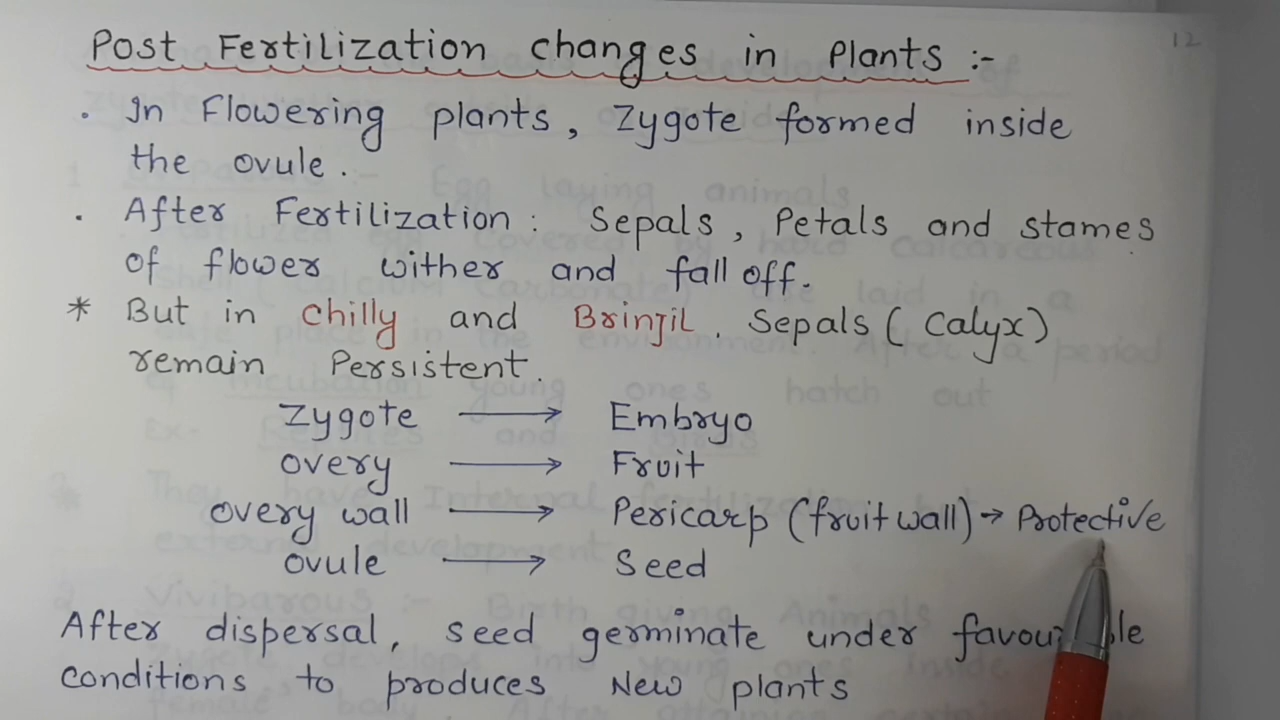 Post Fertilization changes in Plants :-
12
. In Flowering plants, Zygote formed inside
the ovule.
. After Fertilization: Sepals, Petals and stames
of flower wither and fall off.
* But in Chilly and Brinjil. Sepals (Calyx)
remain Persistent.
Zygote → Embryo
overy → Fruit
overy wall → Pericarp (fruit wall) → Protective
ovule → Seed
After dispersal, seed germinate under
conditions to produces New plants